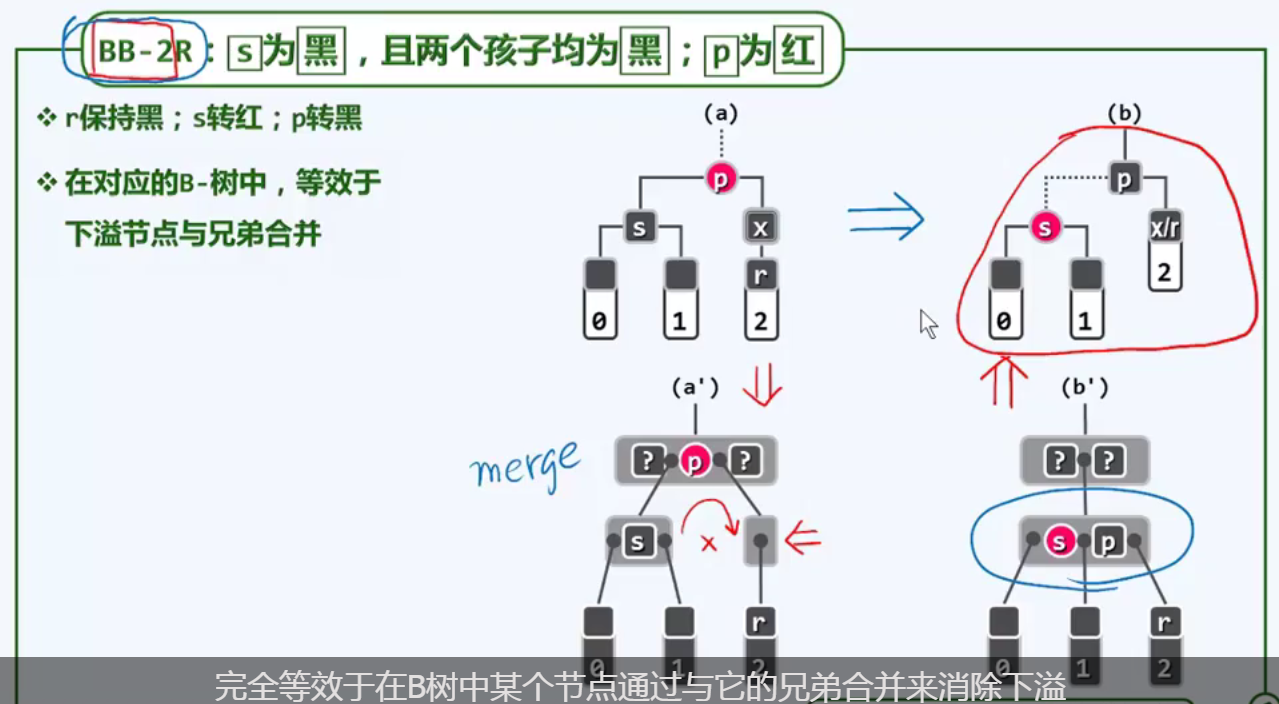 BB-2R：s为黑，且两个孩子均为黑；p为红
❖ r保持黑；s转红；p转黑
❖ 在对应的B-树中，等效于
下溢节点与兄弟合并
(a)
p
s x
r
0 1 2
(b)
p
s x/r
2
0 1
merge
(a')
? p ?
s x
r
0 1 2
(b')
? ?
s p
r
0 1 2
完全等效于在B树中某个节点通过与它的兄弟合并来消除下溢